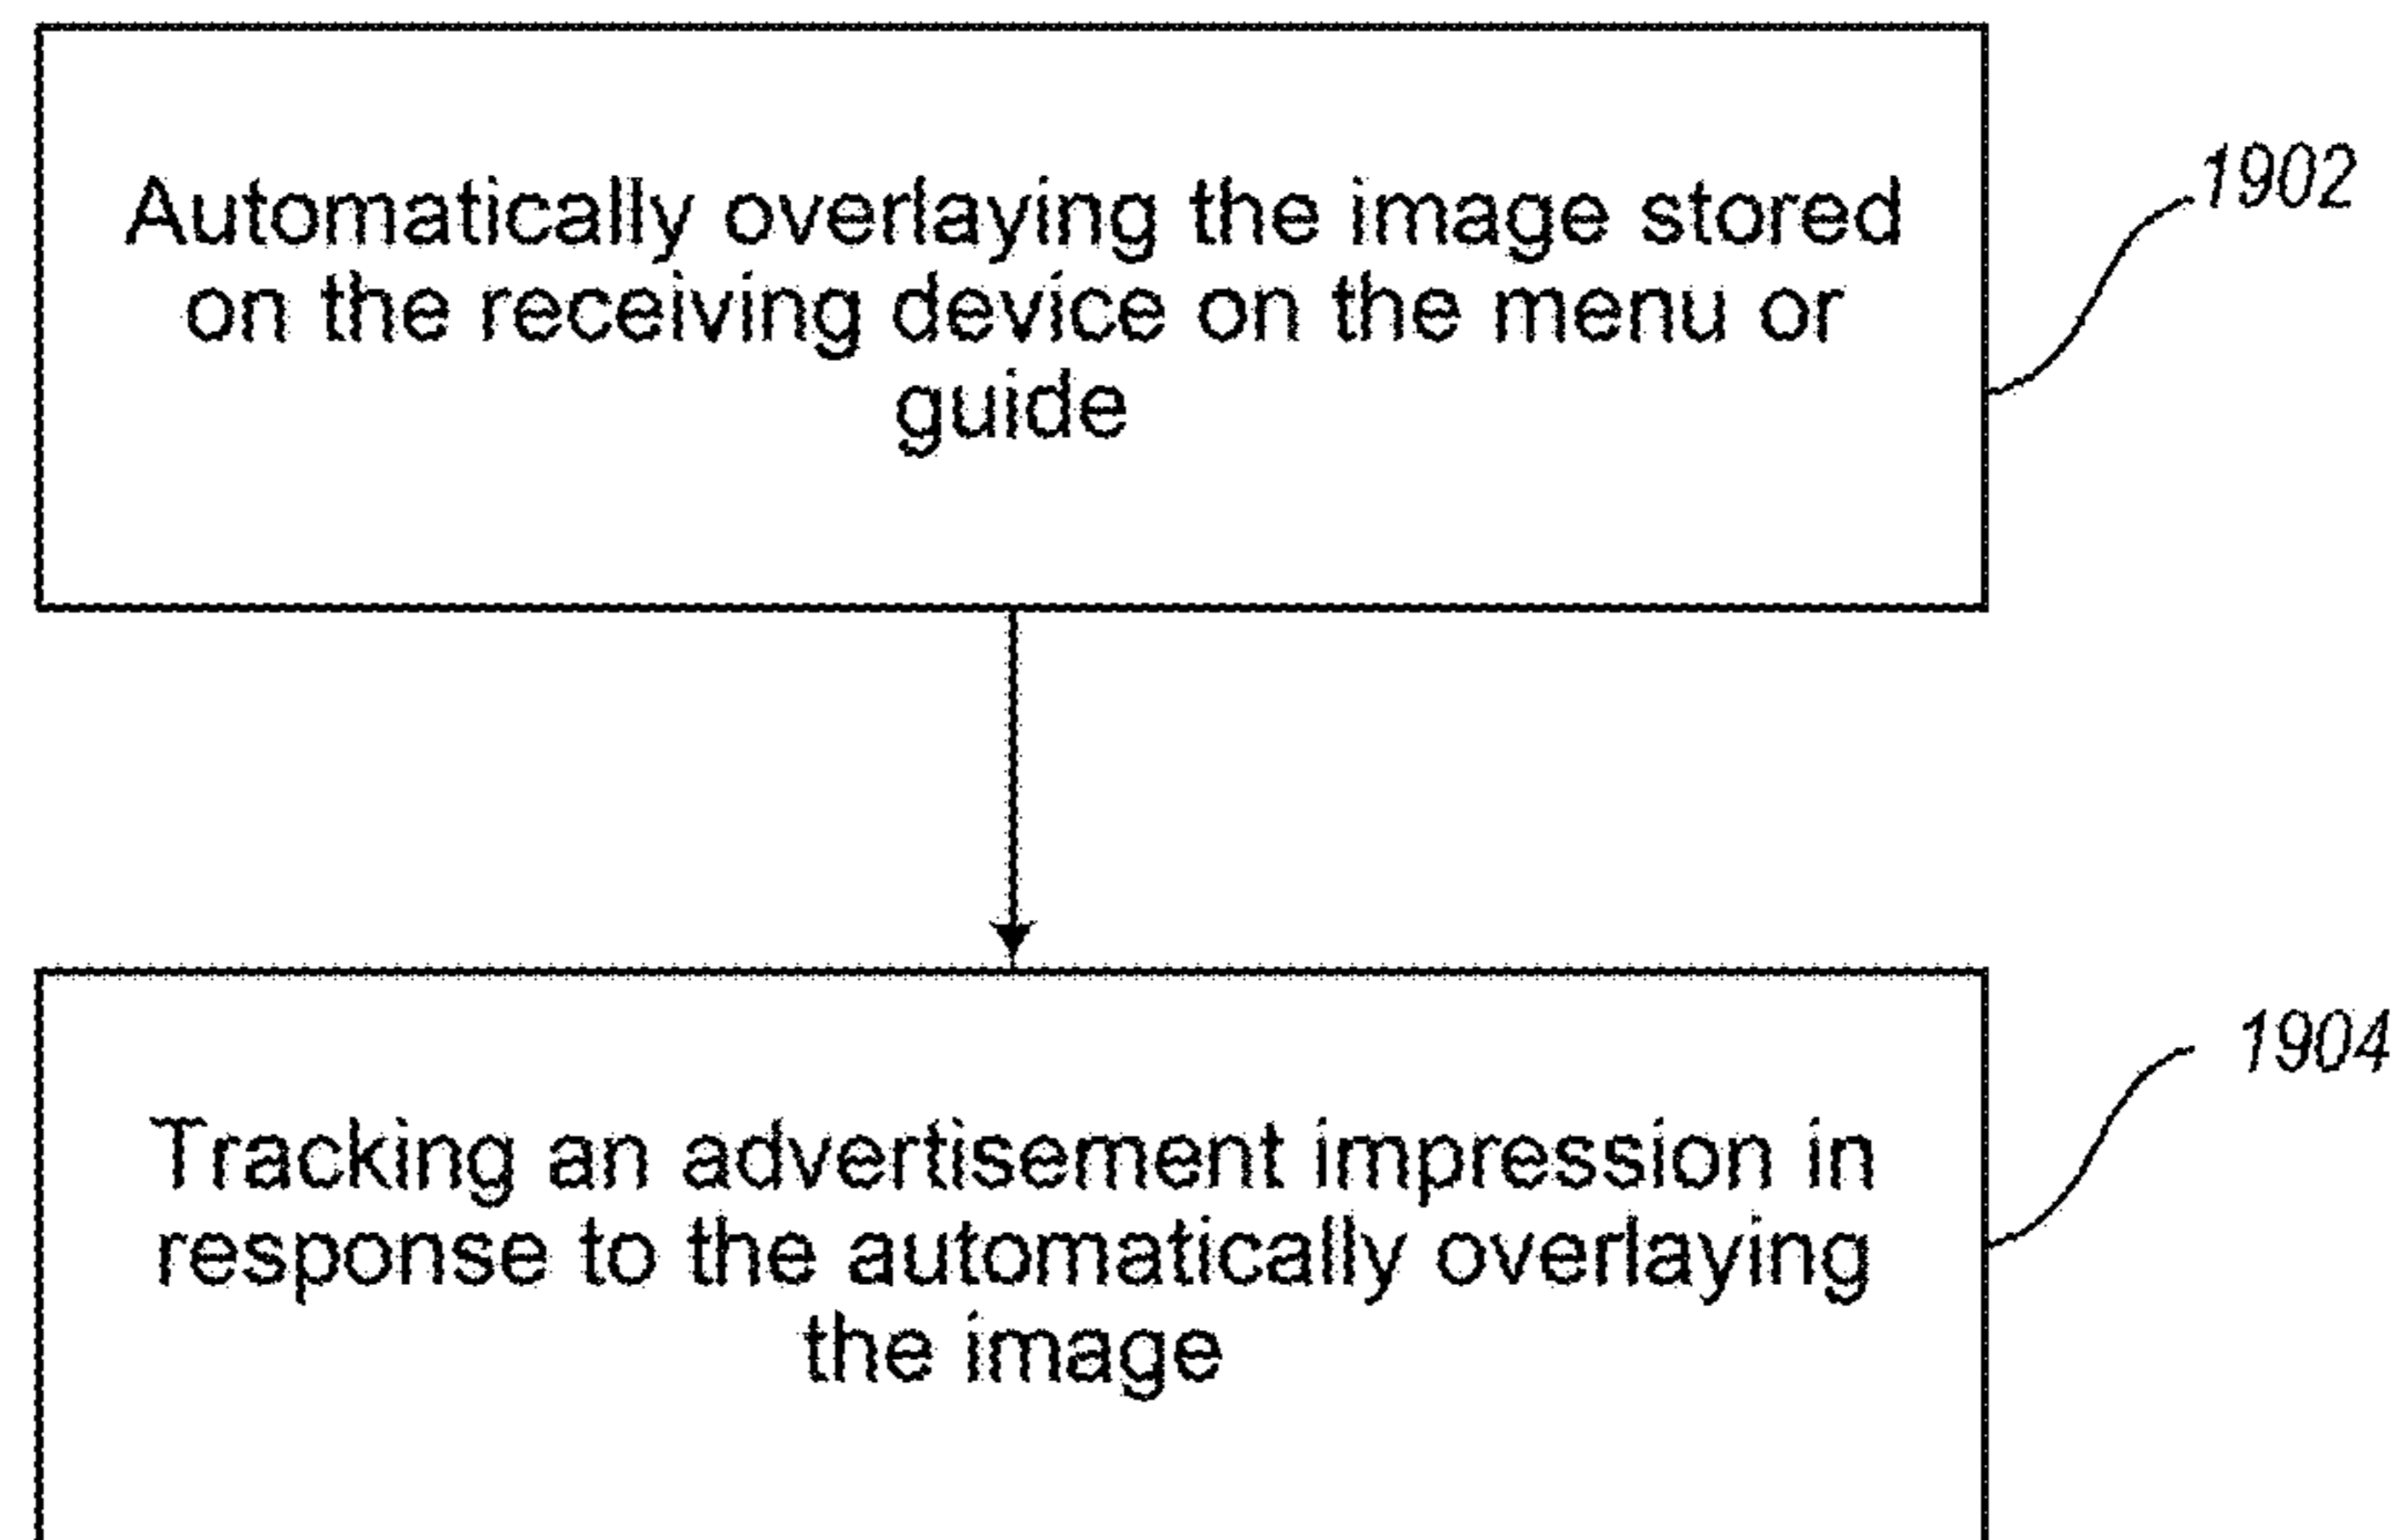 Automatically overlaying the image stored
on the receiving device on the menu or
guide
1902
Tracking an advertisement impression in
response to the automatically overlaying
the image
1904